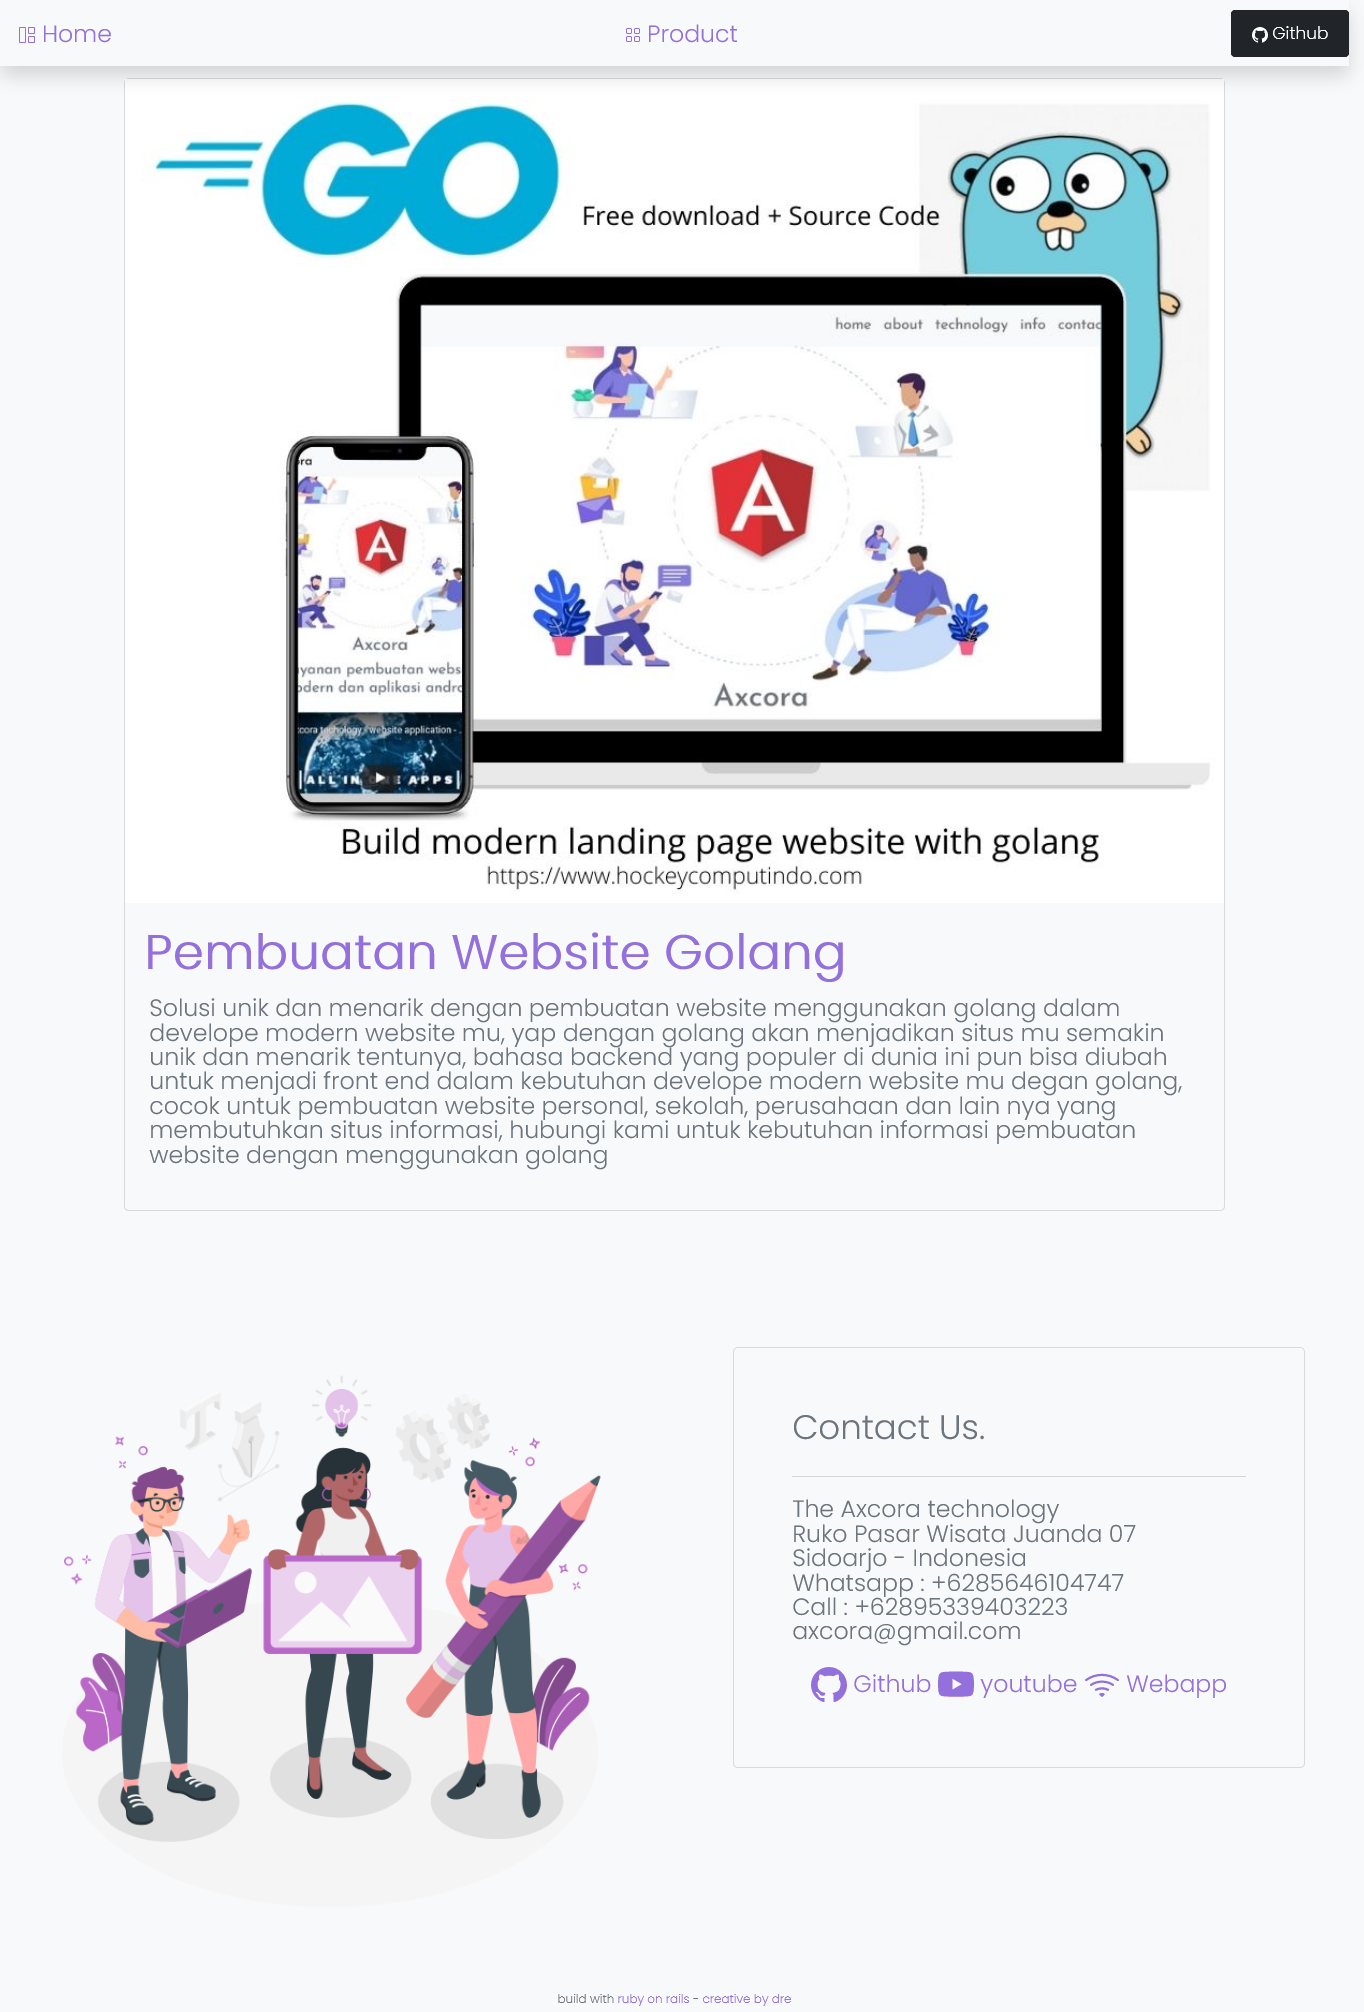 Home
Product
Github
GO
Free download + Source Code
home about technology info contac
A
Axcora
ora
A
Axcora
ayanan pembuatan webs
odern dan aplikasi andro
xcora technology - website application -
ALL IN ONE APPS
Build modern landing page website with golang
https://www.hockeycomputindo.com
Pembuatan Website Golang
Solusi unik dan menarik dengan pembuatan website menggunakan golang dalam
develope modern website mu, yap dengan golang akan menjadikan situs mu semakin
unik dan menarik tentunya, bahasa backend yang populer di dunia ini pun bisa diubah
untuk menjadi front end dalam kebutuhan develope modern website mu degan golang,
cocok untuk pembuatan website personal, sekolah, perusahaan dan lain nya yang
membutuhkan situs informasi, hubungi kami untuk kebutuhan informasi pembuatan
website dengan menggunakan golang
T
Contact Us.
The Axcora technology
Ruko Pasar Wisata Juanda 07
Sidoarjo - Indonesia
Whatsapp : +6285646104747
Call : +62895339403223
axcora@gmail.com
Github youtube Webapp
build with ruby on rails - creative by dre